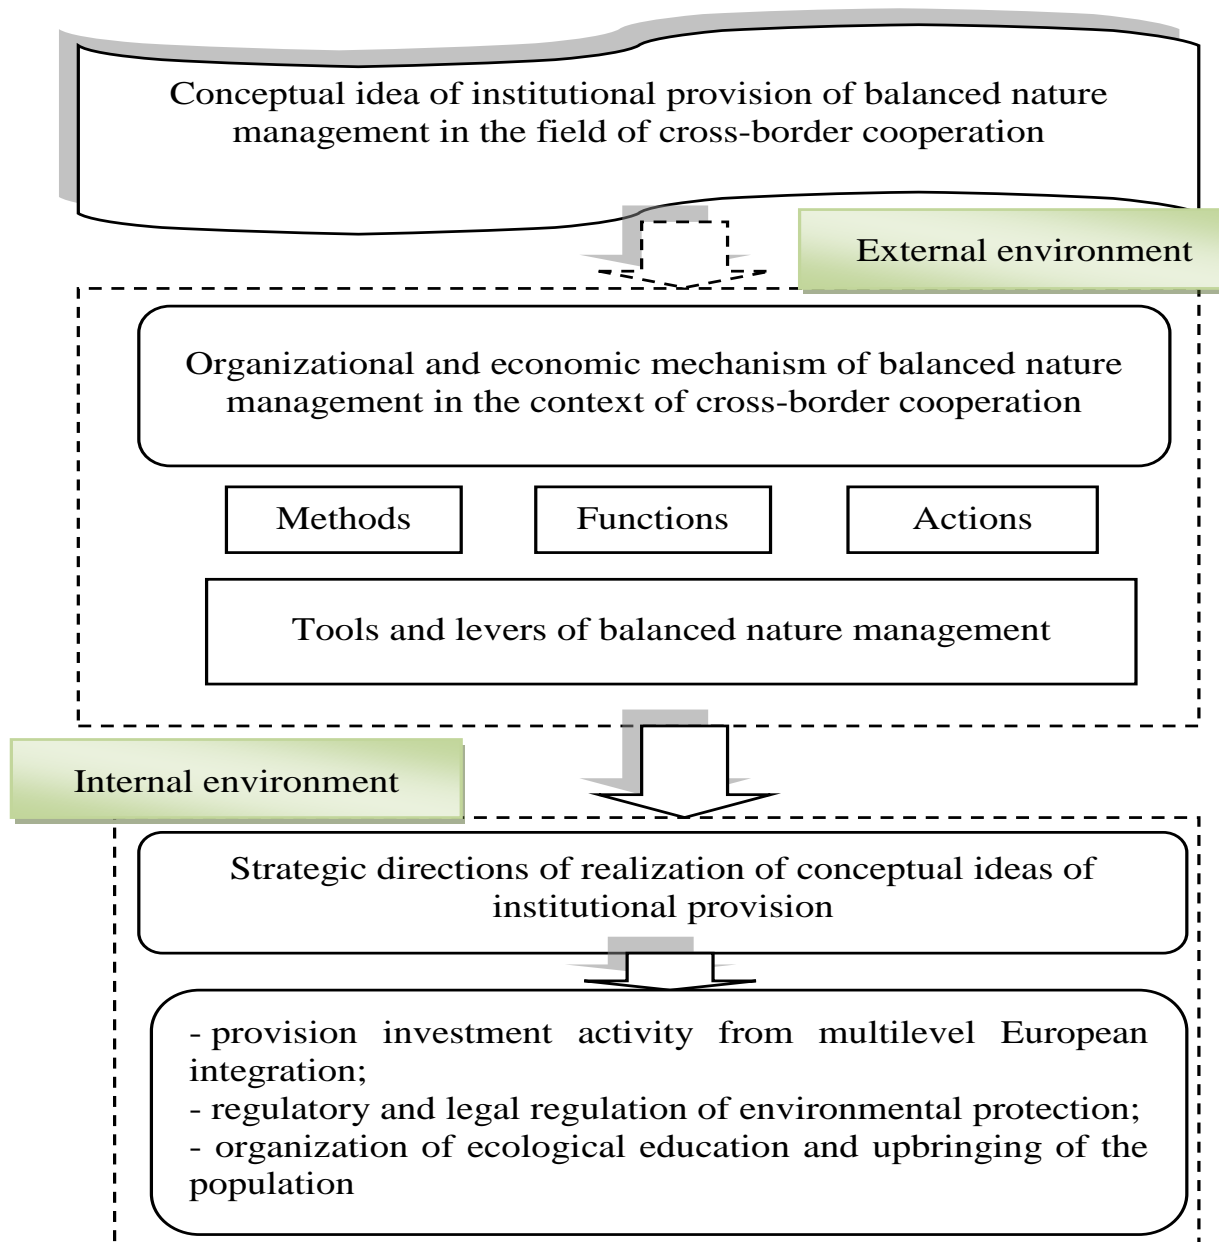 Conceptual idea of institutional provision of balanced nature
management in the field of cross-border cooperation
External environment
Organizational and economic mechanism of balanced nature
management in the context of cross-border cooperation
Methods
Functions
Actions
Tools and levers of balanced nature management
Internal environment
Strategic directions of realization of conceptual ideas of
institutional provision
- provision investment activity from multilevel European
integration;
- regulatory and legal regulation of environmental protection;
- organization of ecological education and upbringing of the
population